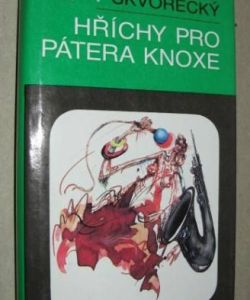 ŠKVORECKÝ
HŘÍCHY PRO
PÁTERA KNOXE